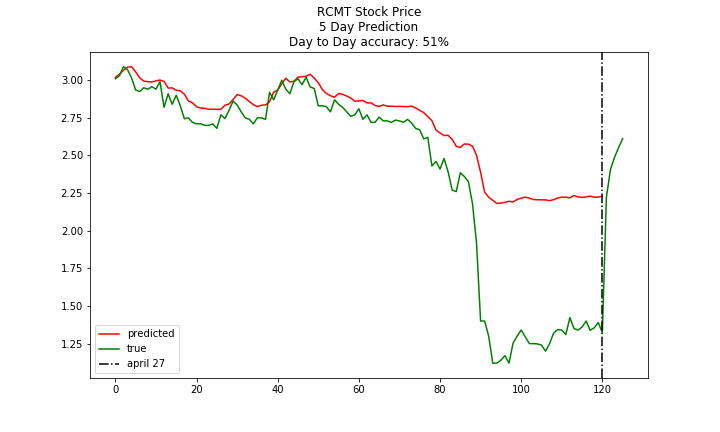 RCMT Stock Price
5 Day Prediction
Day to Day accuracy: 51%
3.00
2.75
2.50
2.25
2.00
1.75
1.50
1.25
predicted
true
april 27
0
20
40
60
80
100
120